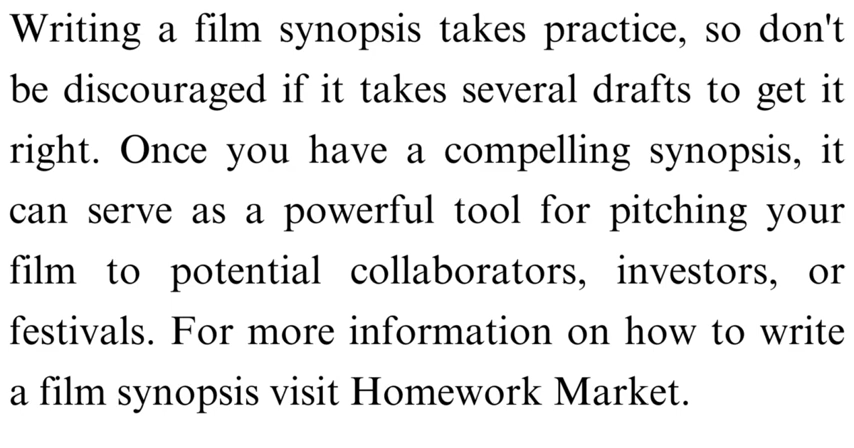 Writing a film synopsis takes practice, so don't
be discouraged if it takes several drafts to get it
right. Once you have a compelling synopsis, it
can serve as a powerful tool for pitching your
film to potential collaborators, investors, or
festivals. For more information on how to write
a film synopsis visit Homework Market.